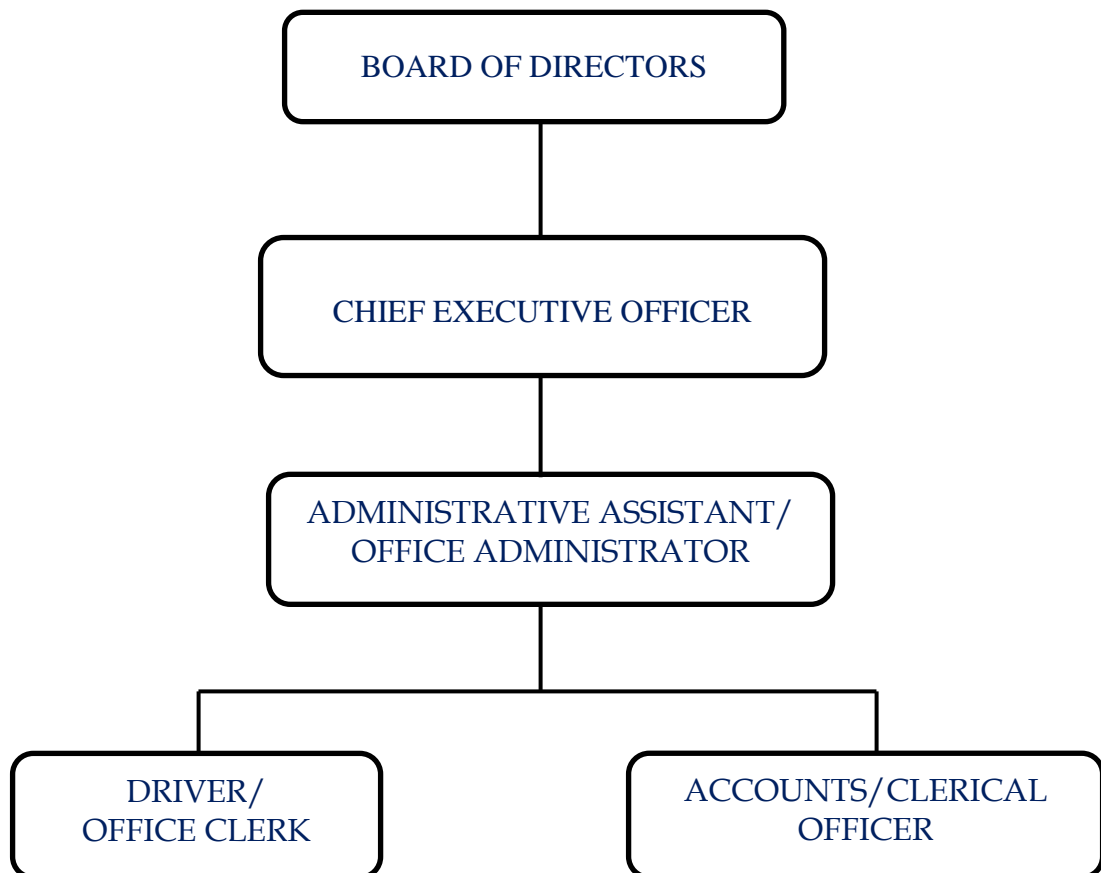 BOARD OF DIRECTORS
CHIEF EXECUTIVE OFFICER
ADMINISTRATIVE ASSISTANT/
OFFICE ADMINISTRATOR
DRIVER/
OFFICE CLERK
ACCOUNTS/CLERICAL
OFFICER